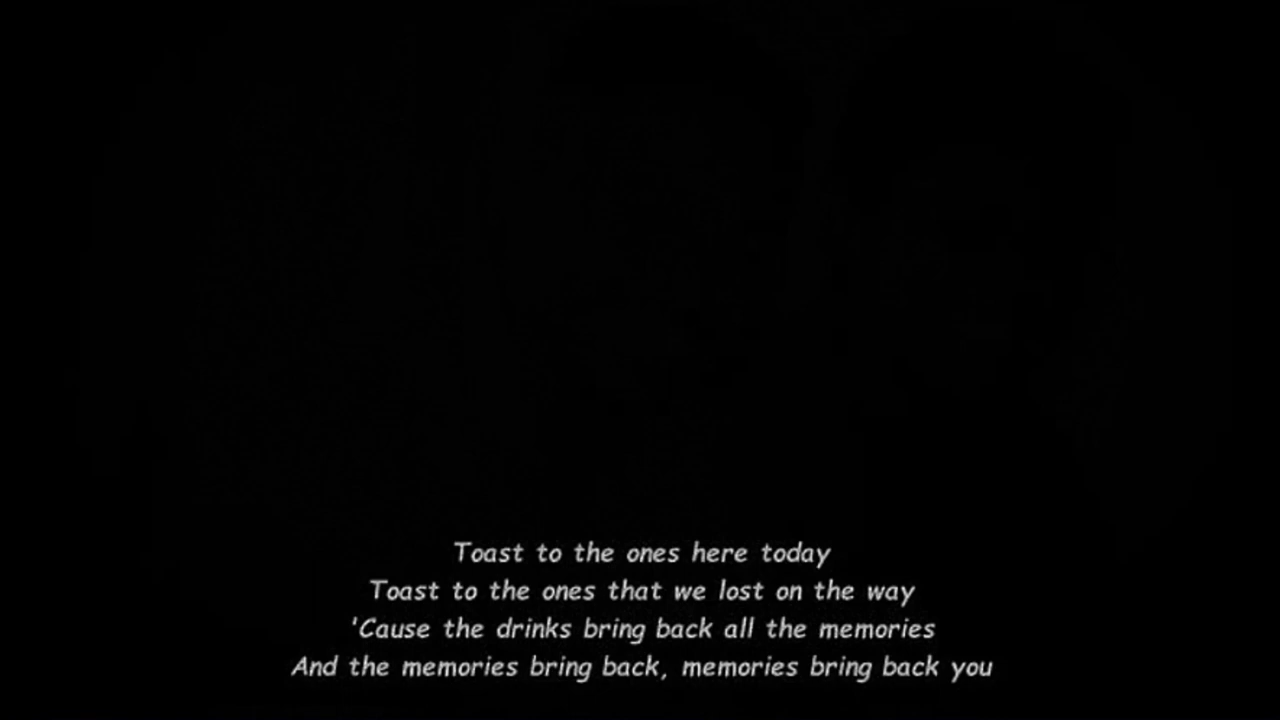 Toast to the ones here today
Toast to the ones that we lost on the way
'Cause the drinks bring back all the memories
And the memories bring back, memories bring back you